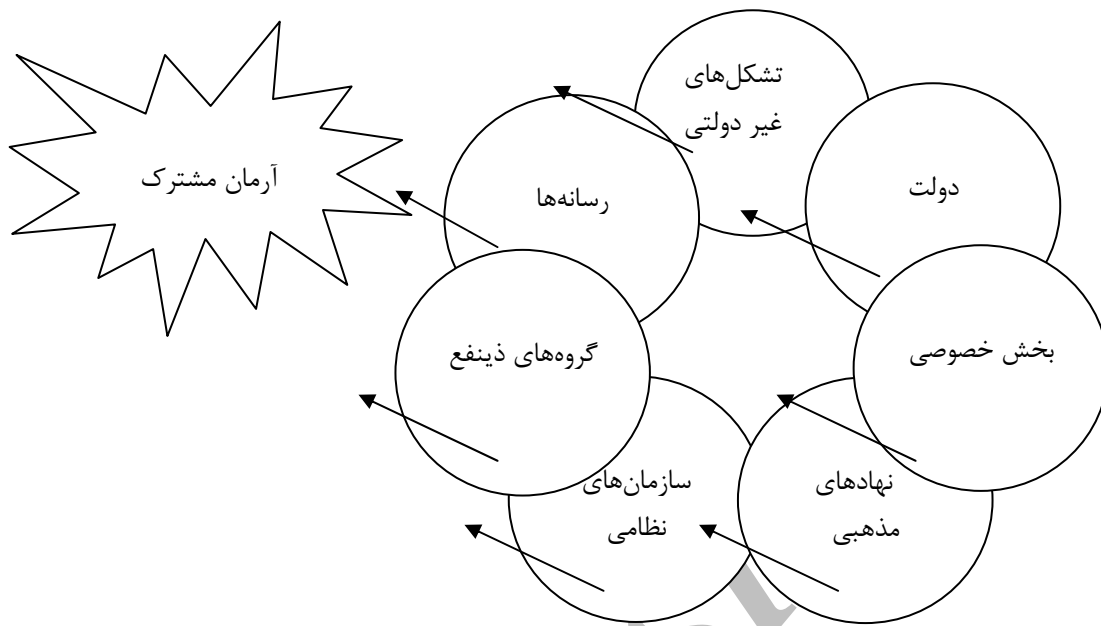 تشکل‌های
غیر دولتی
دولت
آرمان مشترک
رسانه‌ها
بخش خصوصی
گروه‌های ذینفع
نهادهای
مذهبی
سازمان‌های
نظامی